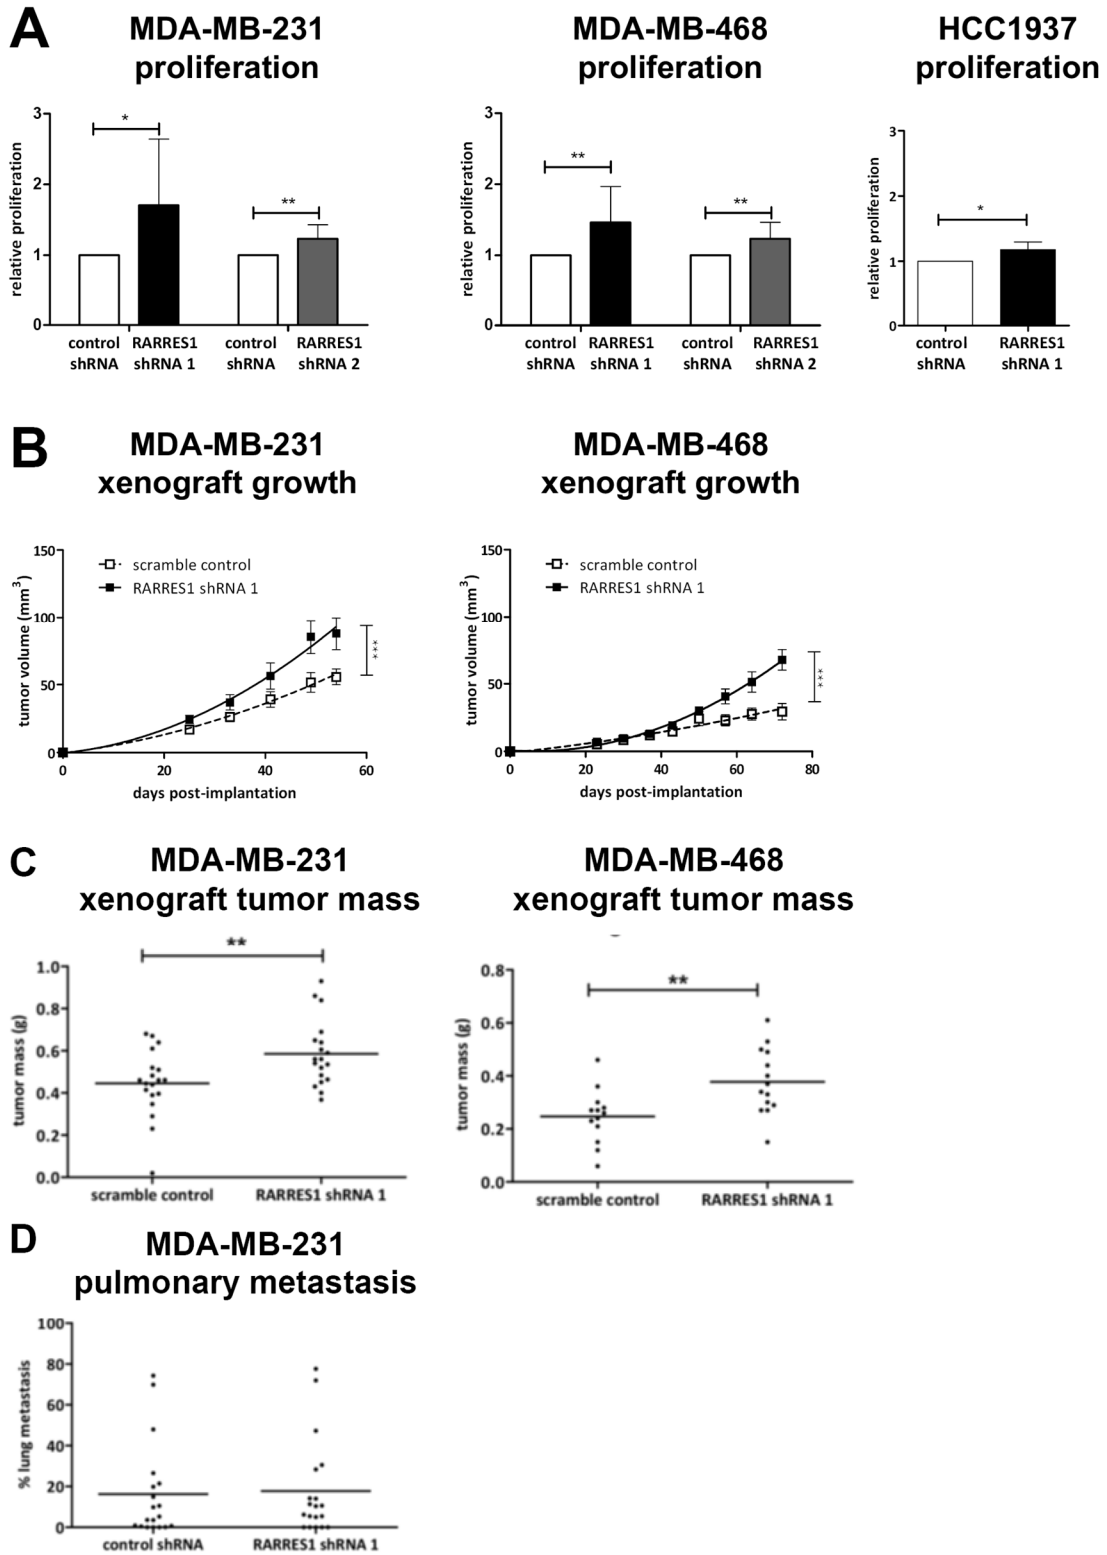 A
MDA-MB-231
proliferation
MDA-MB-468
proliferation
HCC1937
proliferation
relative proliferation
3
2
1
0
*
**
control
shRNA
RARRES1
shRNA 1
control
shRNA
RARRES1
shRNA 2
relative proliferation
3
2
1
0
**
**
control
shRNA
RARRES1
shRNA 1
control
shRNA
RARRES1
shRNA 2
relative proliferation
3
2
1
0
*
control
shRNA
RARRES1
shRNA 1
B
MDA-MB-231
xenograft growth
MDA-MB-468
xenograft growth
tumor volume (mm3)
150
100
50
0
scramble control
RARRES1 shRNA 1
***
0 20 40 60
days post-implantation
tumor volume (mm3)
150
100
50
0
scramble control
RARRES1 shRNA 1
***
0 20 40 60 80
days post-implantation
C
MDA-MB-231
xenograft tumor mass
MDA-MB-468
xenograft tumor mass
tumor mass (g)
1.0
0.8
0.6
0.4
0.2
0.0
**
scramble control RARRES1 shRNA 1
tumor mass (g)
0.8
0.6
0.4
0.2
0.0
**
scramble control RARRES1 shRNA 1
D
MDA-MB-231
pulmonary metastasis
% lung metastasis
100
80
60
40
20
0
control shRNA RARRES1 shRNA 1